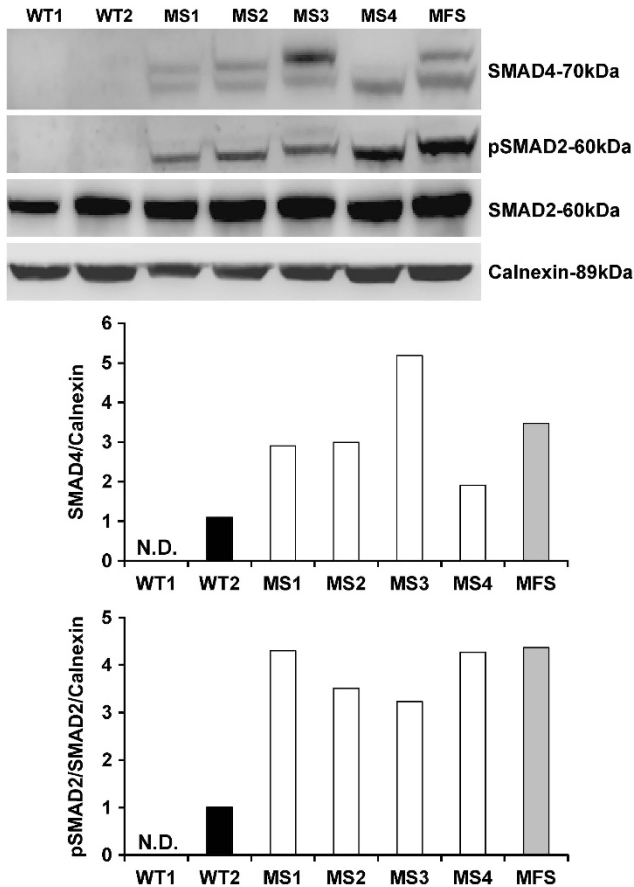 WT1 WT2 MS1 MS2 MS3 MS4 MFS
SMAD4-70kDa
pSMAD2-60kDa
SMAD2-60kDa
Calnexin-89kDa
SMAD4/Calnexin
6
5
4
3
2
1
0
N.D.
WT1 WT2 MS1 MS2 MS3 MS4 MFS
pSMAD2/SMAD2/Calnexin
5
4
3
2
1
0
N.D.
WT1 WT2 MS1 MS2 MS3 MS4 MFS